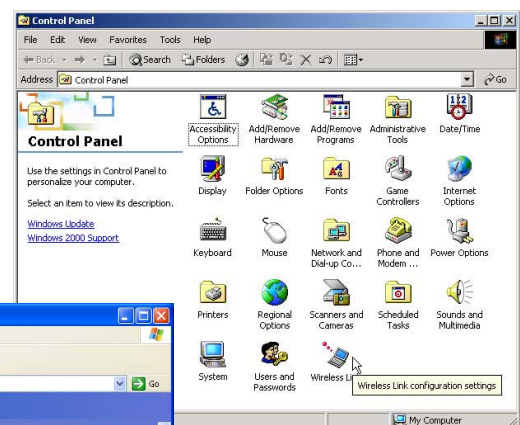 Control Panel
File Edit View Favorites Tools Help
Back Search Folders
Address Control Panel Go
Control Panel
Use the settings in Control Panel to
personalize your computer.
Select an item to view its description.
Windows Update
Windows 2000 Support
Accessibility Options
Add/Remove Hardware
Add/Remove Programs
Administrative Tools
Date/Time
Display
Folder Options
Fonts
Game Controllers
Internet Options
Keyboard
Mouse
Network and Dial-up Co...
Phone and Modem ...
Power Options
Printers
Regional Options
Scanners and Cameras
Scheduled Tasks
Sounds and Multimedia
System
Users and Passwords
Wireless
Wireless Link configuration settings
My Computer
Go